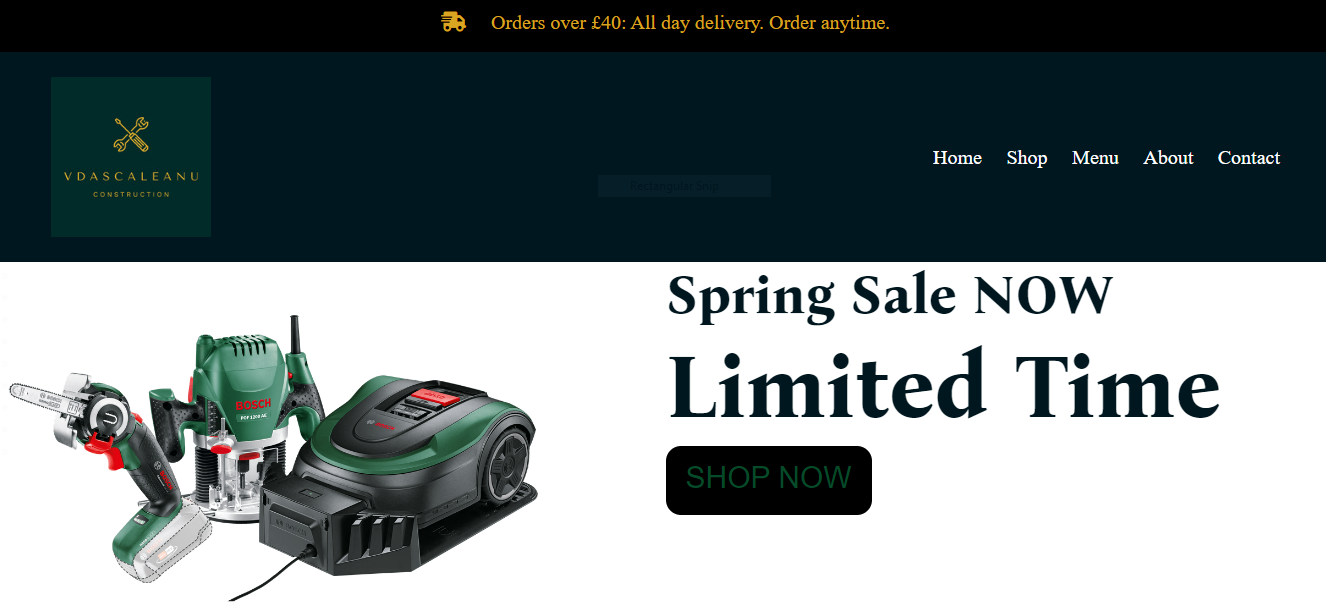 Orders over £40: All day delivery. Order anytime.
VDASCALEANU
CONSTRUCTION
Home Shop Menu About Contact
Rectangular Snip
Spring Sale NOW
Limited Time
SHOP NOW
BOSCH
POF 1200 AE